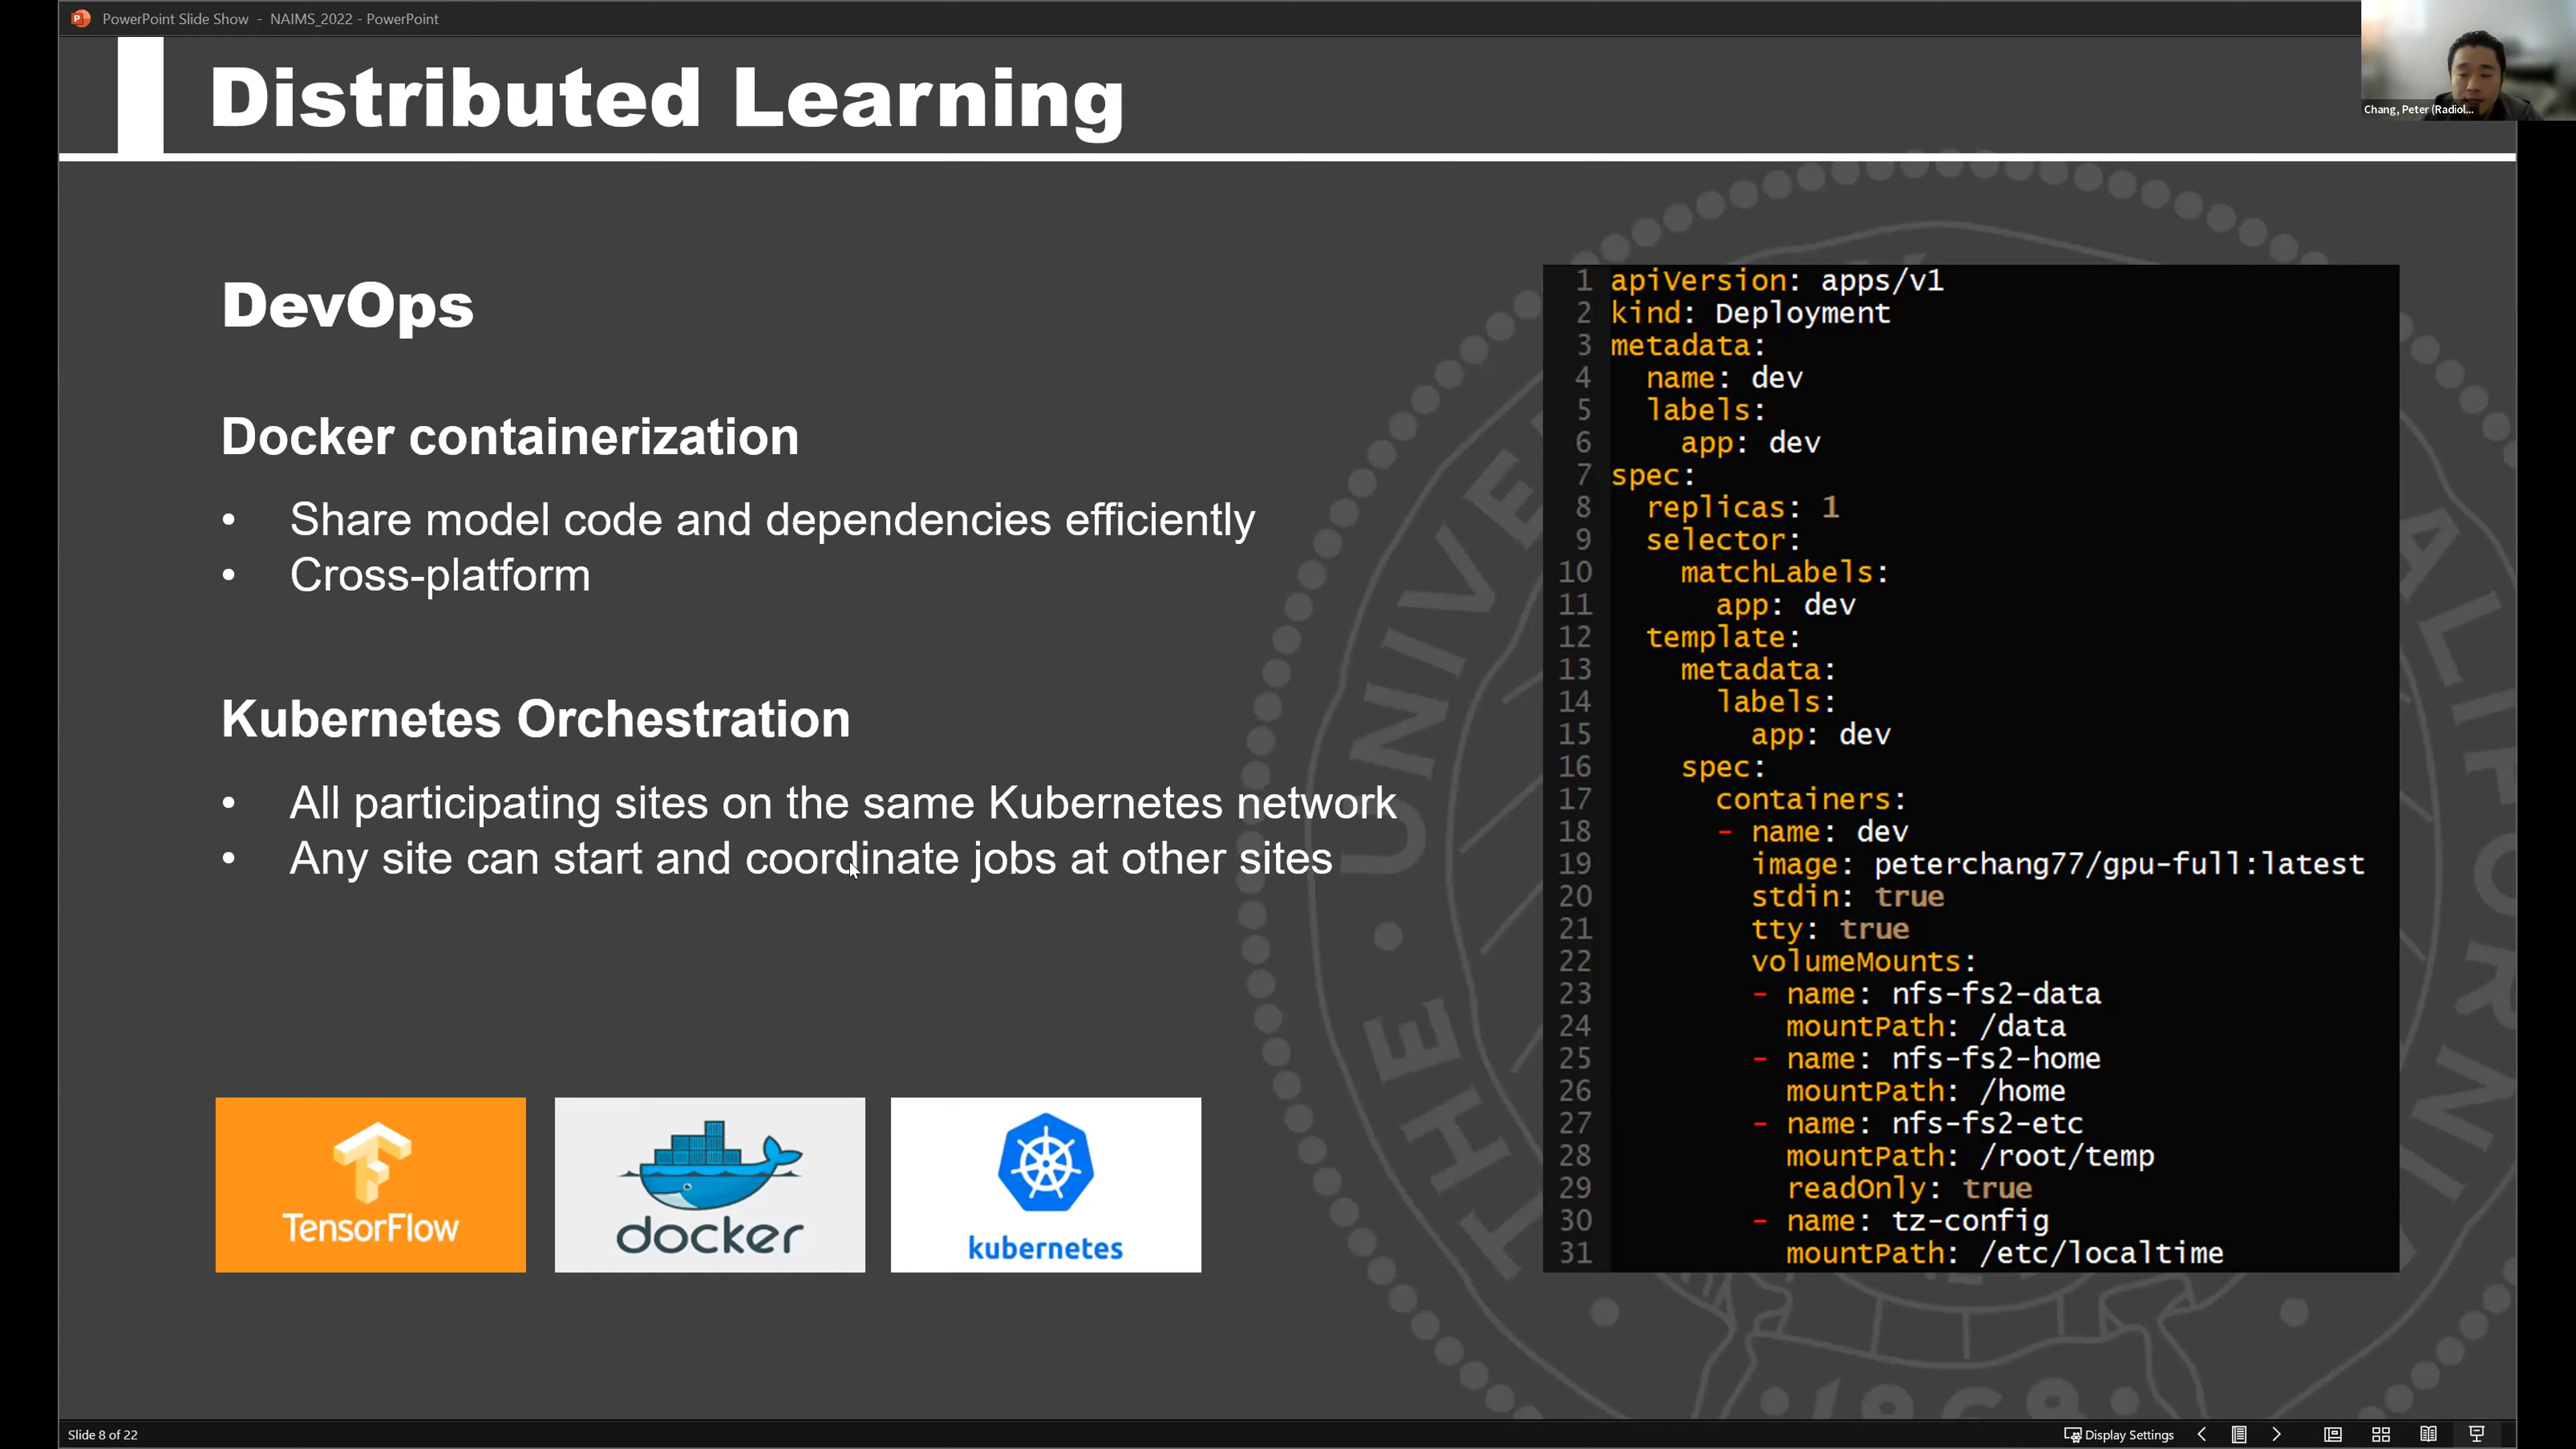 PowerPoint Slide Show - NAIMS_2022 - PowerPoint
Chang, Peter (Radiol...
Distributed Learning
DevOps
Docker containerization
• Share model code and dependencies efficiently
• Cross-platform
Kubernetes Orchestration
• All participating sites on the same Kubernetes network
• Any site can start and coordinate jobs at other sites
TensorFlow
docker
kubernetes
1 apiVersion: apps/v1
2 kind: Deployment
3 metadata:
4   name: dev
5   labels:
6     app: dev
7 spec:
8   replicas: 1
9   selector:
10     matchLabels:
11       app: dev
12   template:
13     metadata:
14       labels:
15         app: dev
16     spec:
17       containers:
18       - name: dev
19         image: peterchang77/gpu-full:latest
20         stdin: true
21         tty: true
22         volumeMounts:
23         - name: nfs-fs2-data
24           mountPath: /data
25         - name: nfs-fs2-home
26           mountPath: /home
27         - name: nfs-fs2-etc
28           mountPath: /root/temp
29           readOnly: true
30         - name: tz-config
31           mountPath: /etc/localtime
THE UNIVE
Slide 8 of 22
Display Settings